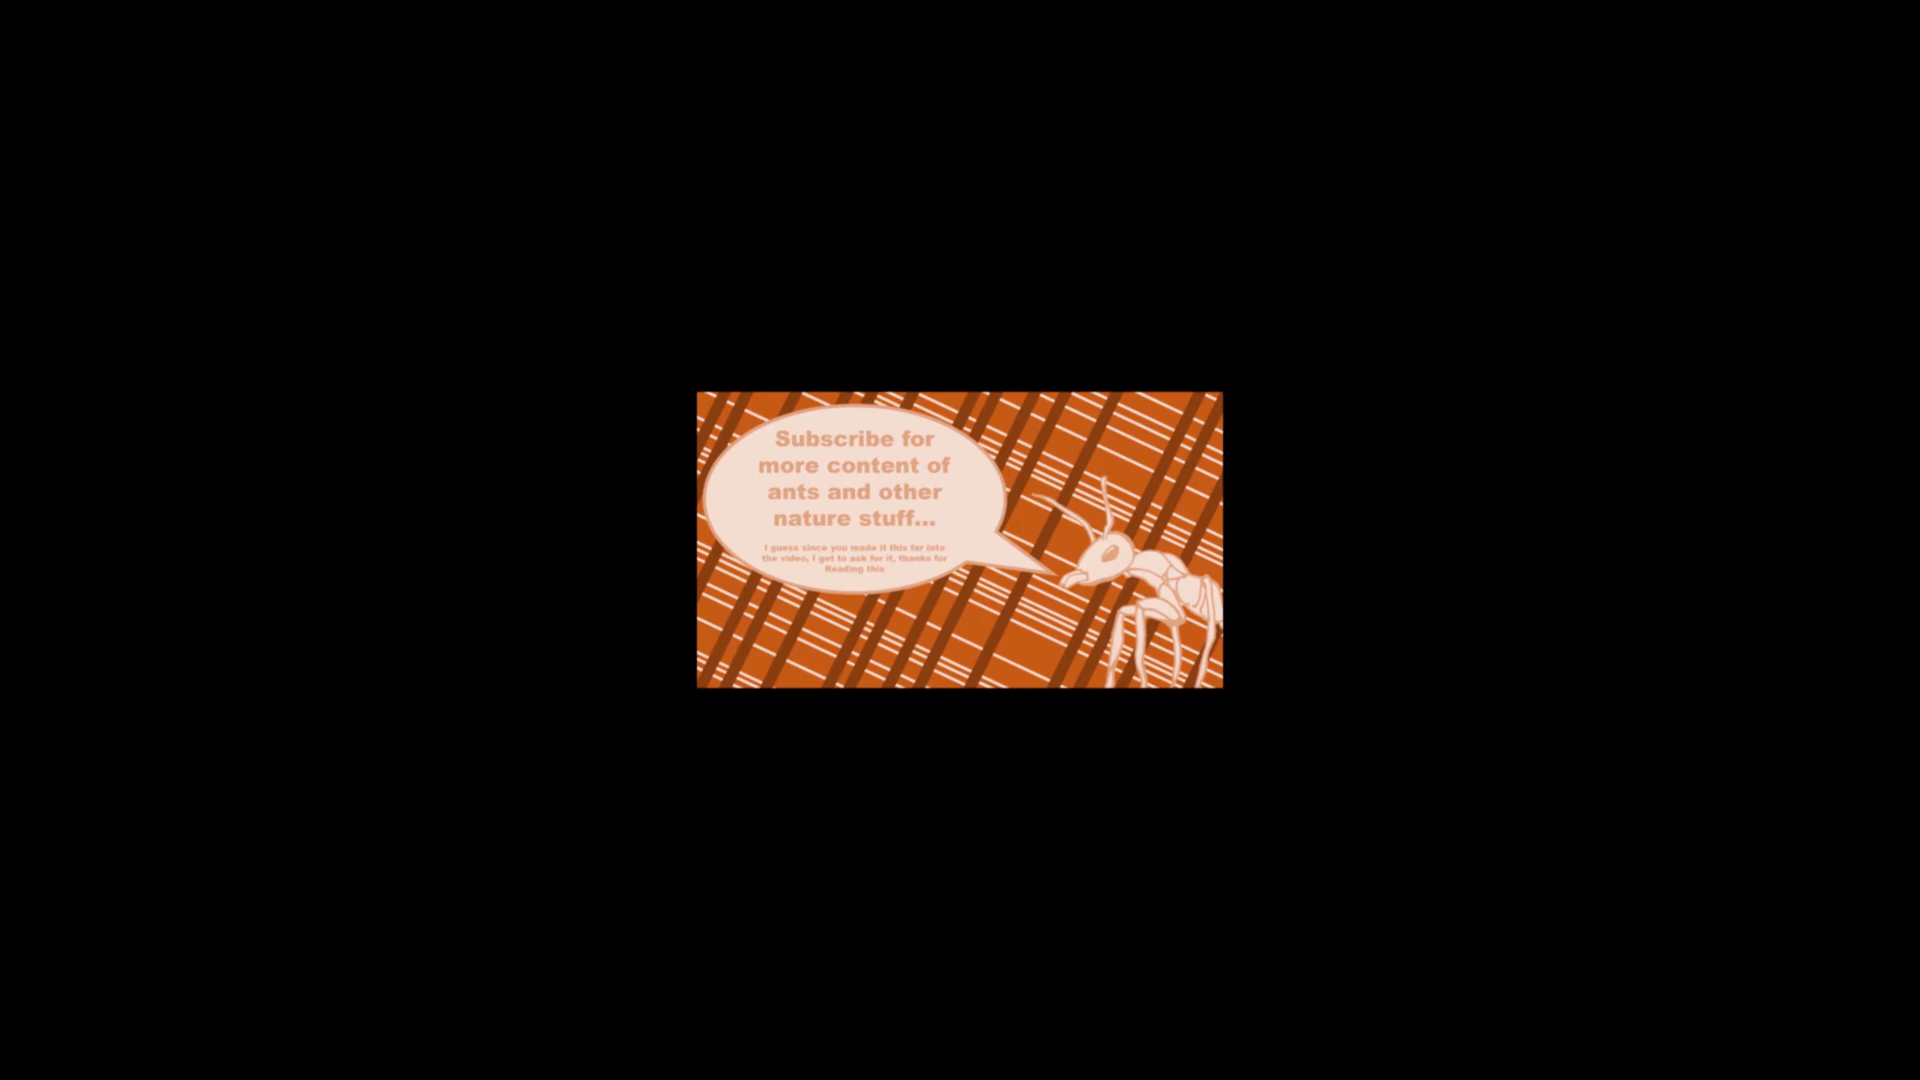 Subscribe for
more content of
ants and other
nature stuff...
I guess since you made it this far into
the video, I get to ask for it, thanks for
Reading this